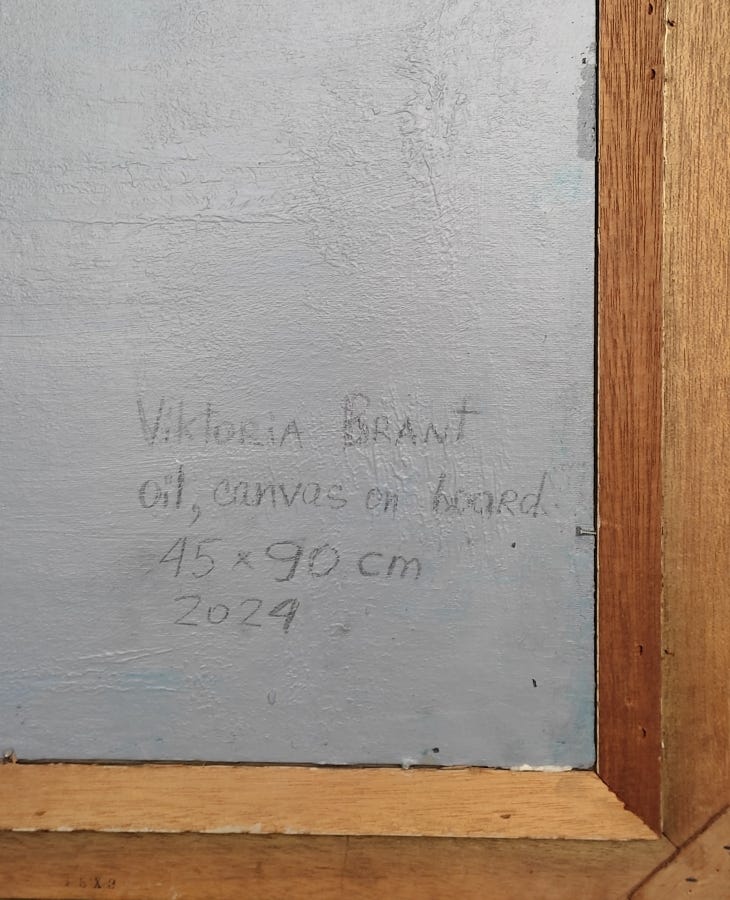 Viktoria Brant
oil, canvas on board.
45 x 90 cm
2024